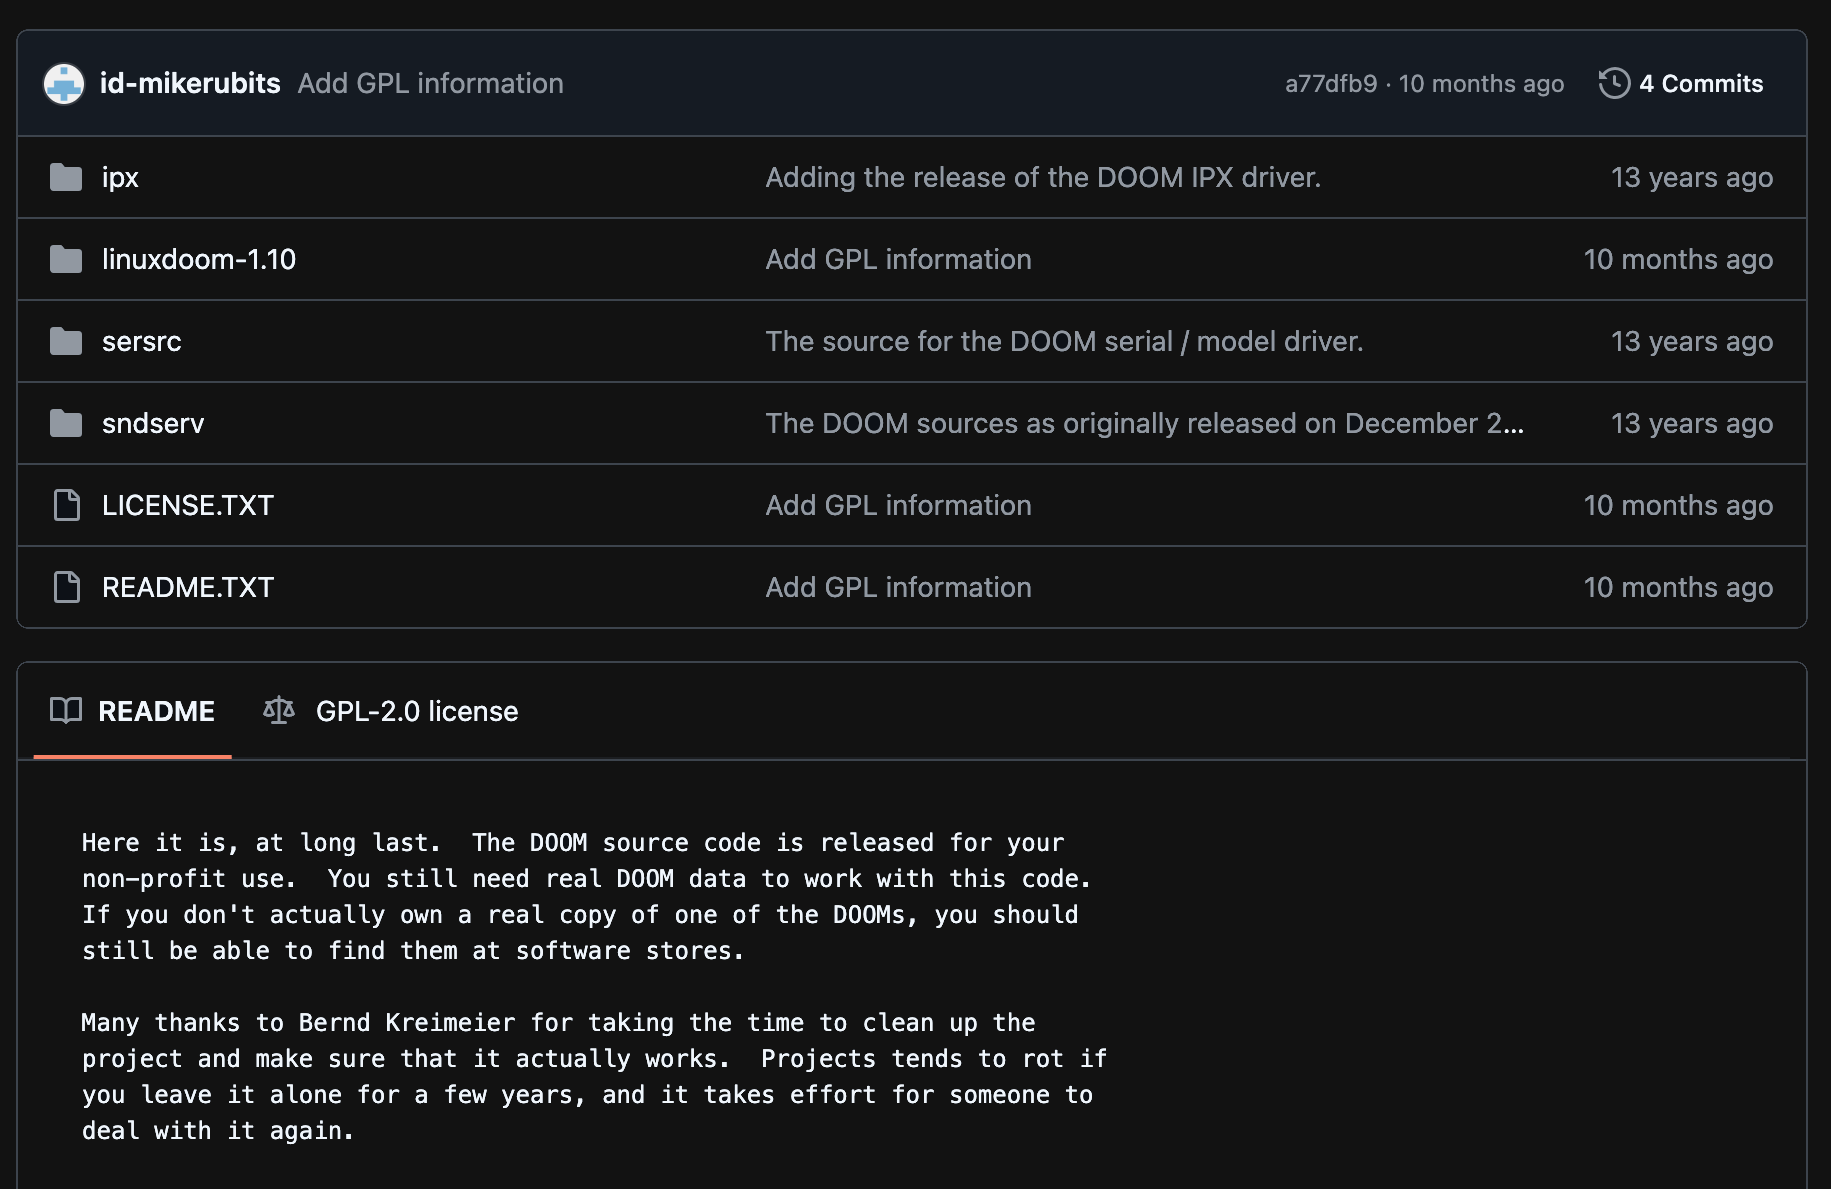 id-mikerubits Add GPL information a77dfb9 · 10 months ago 4 Commits
ipx Adding the release of the DOOM IPX driver. 13 years ago
linuxdoom-1.10 Add GPL information 10 months ago
sersrc The source for the DOOM serial / model driver. 13 years ago
sndserv The DOOM sources as originally released on December 2... 13 years ago
LICENSE.TXT Add GPL information 10 months ago
README.TXT Add GPL information 10 months ago
README GPL-2.0 license
Here it is, at long last.  The DOOM source code is released for your
non-profit use.  You still need real DOOM data to work with this code.
If you don't actually own a real copy of one of the DOOMs, you should
still be able to find them at software stores.
Many thanks to Bernd Kreimeier for taking the time to clean up the
project and make sure that it actually works.  Projects tends to rot if
you leave it alone for a few years, and it takes effort for someone to
deal with it again.